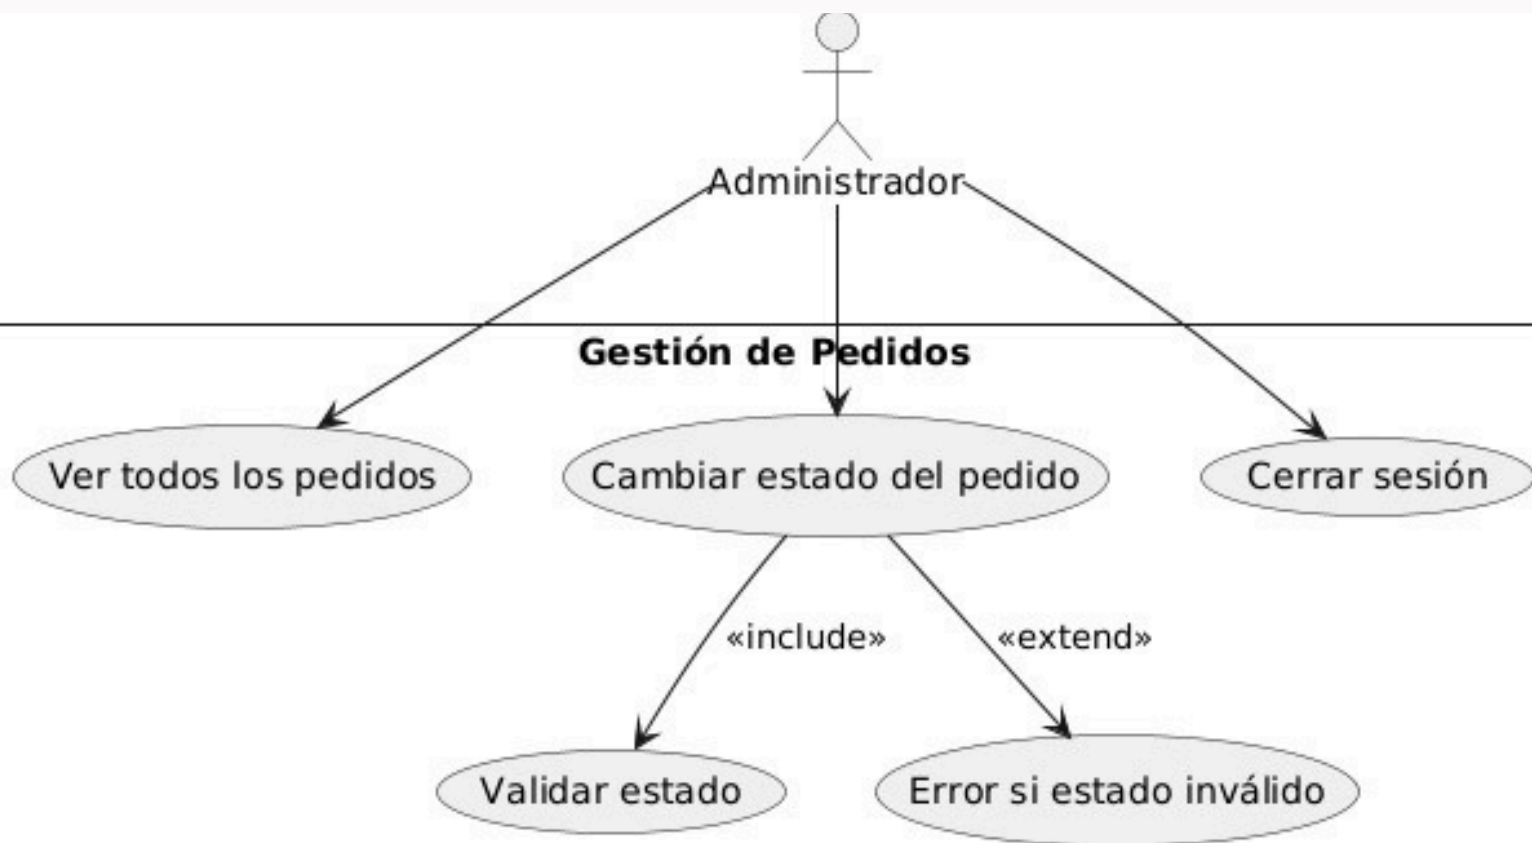 Administrador
Gestión de Pedidos
Ver todos los pedidos
Cambiar estado del pedido
Cerrar sesión
«include»
«extend»
Validar estado
Error si estado inválido